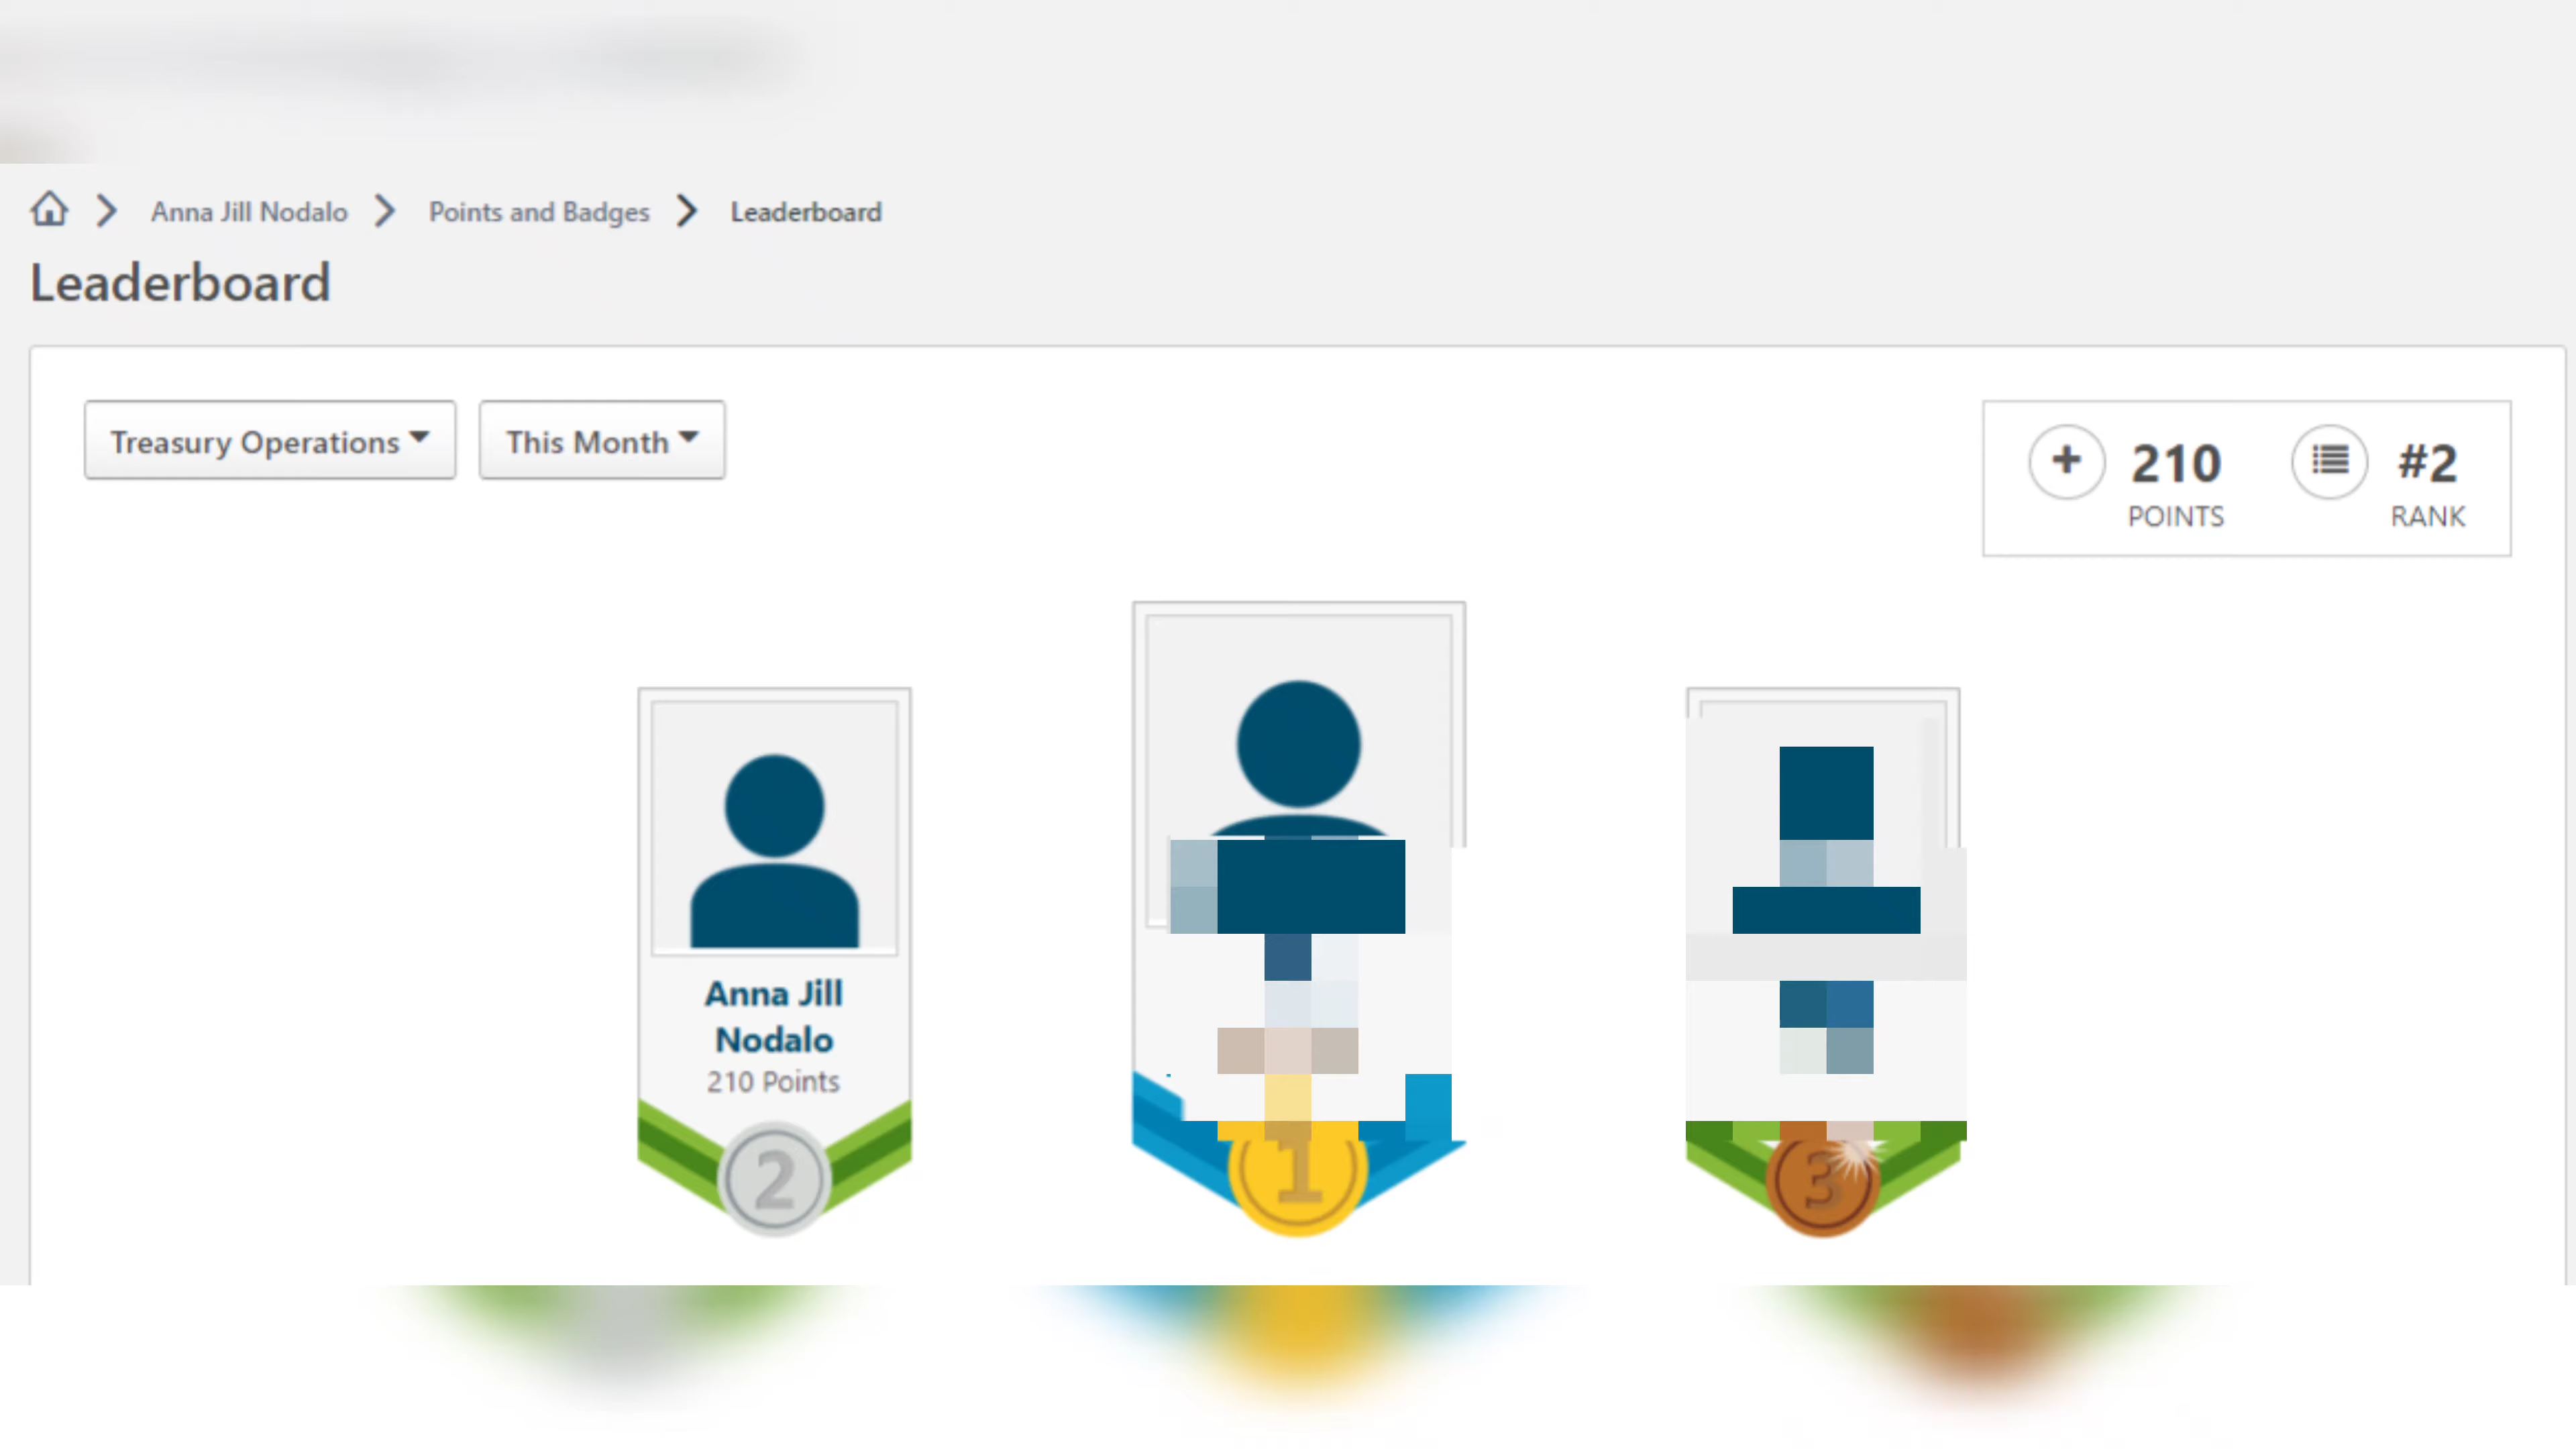 Anna Jill Nodalo Points and Badges Leaderboard
Leaderboard
Treasury Operations This Month
210 #2
POINTS RANK
Anna Jill
Nodalo
210 Points
2 1 3